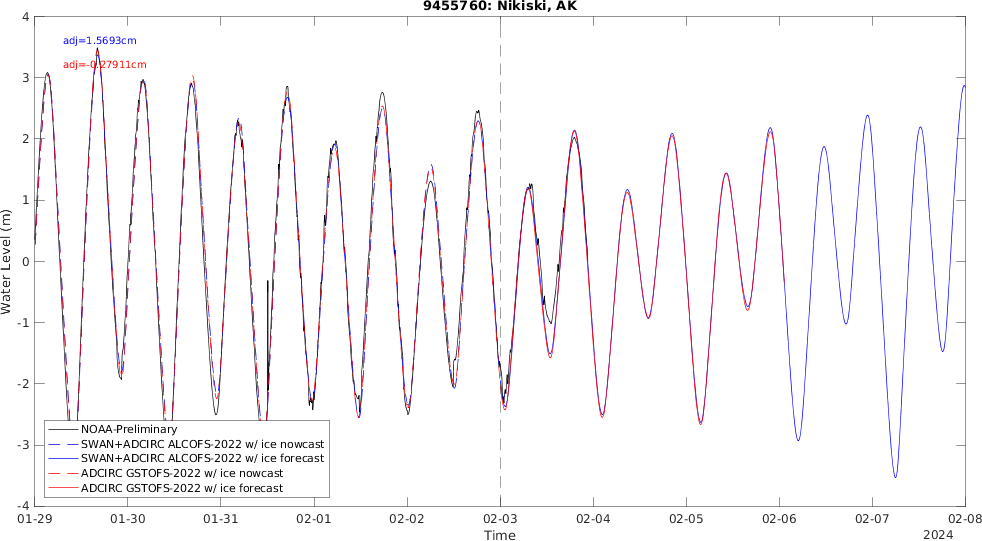 9455760: Nikiski, AK
adj=1.5693cm
adj=-0.27911cm
Water Level (m)
4
3
2
1
0
-1
-2
-3
-4
NOAA-Preliminary
SWAN+ADCIRC ALCOFS-2022 w/ ice nowcast
SWAN+ADCIRC ALCOFS-2022 w/ ice forecast
ADCIRC GSTOFS-2022 w/ ice nowcast
ADCIRC GSTOFS-2022 w/ ice forecast
01-29 01-30 01-31 02-01 02-02 02-03 02-04 02-05 02-06 02-07 02-08
Time
2024